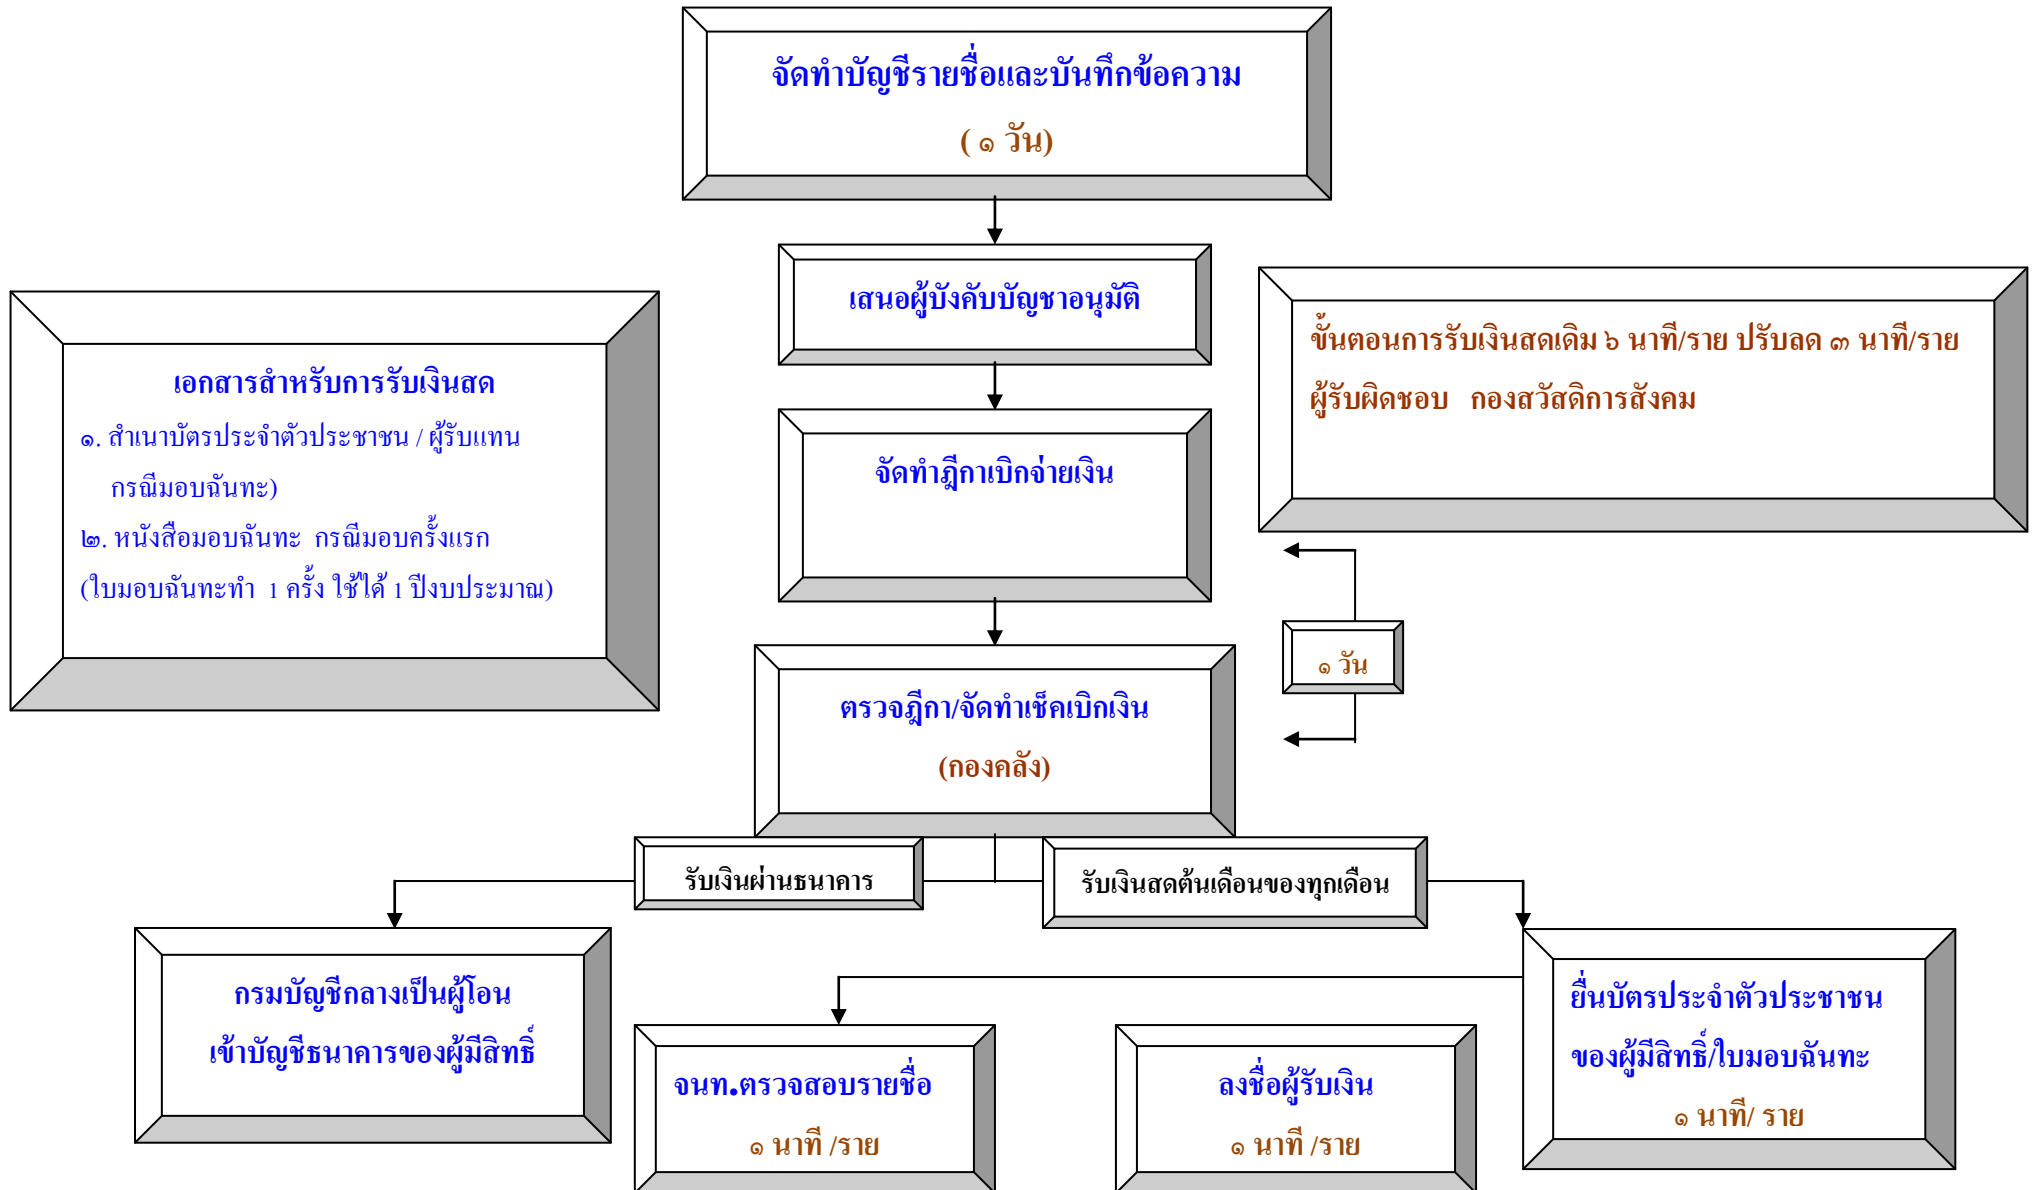 จัดทำบัญชีรายชื่อและบันทึกข้อความ
( ๑ วัน)
เสนอผู้บังคับบัญชาอนุมัติ
ขั้นตอนการรับเงินสดเดิม ๖ นาที/ราย ปรับลด ๓ นาที/ราย
ผู้รับผิดชอบ กองสวัสดิการสังคม
เอกสารสำหรับการรับเงินสด
๑. สำเนาบัตรประจำตัวประชาชน / ผู้รับแทน
กรณีมอบฉันทะ)
๒. หนังสือมอบฉันทะ กรณีมอบครั้งแรก
(ใบมอบฉันทะทำ 1 ครั้ง ใช้ได้ 1 ปีงบประมาณ)
จัดทำฎีกาเบิกจ่ายเงิน
๑ วัน
ตรวจฎีกา/จัดทำเช็คเบิกเงิน
(กองคลัง)
รับเงินผ่านธนาคาร
รับเงินสดต้นเดือนของทุกเดือน
กรมบัญชีกลางเป็นผู้โอน
เข้าบัญชีธนาคารของผู้มีสิทธิ์
ยื่นบัตรประจำตัวประชาชน
ของผู้มีสิทธิ์/ใบมอบฉันทะ
๑ นาที/ ราย
จนท.ตรวจสอบรายชื่อ
๑ นาที /ราย
ลงชื่อผู้รับเงิน
๑ นาที /ราย